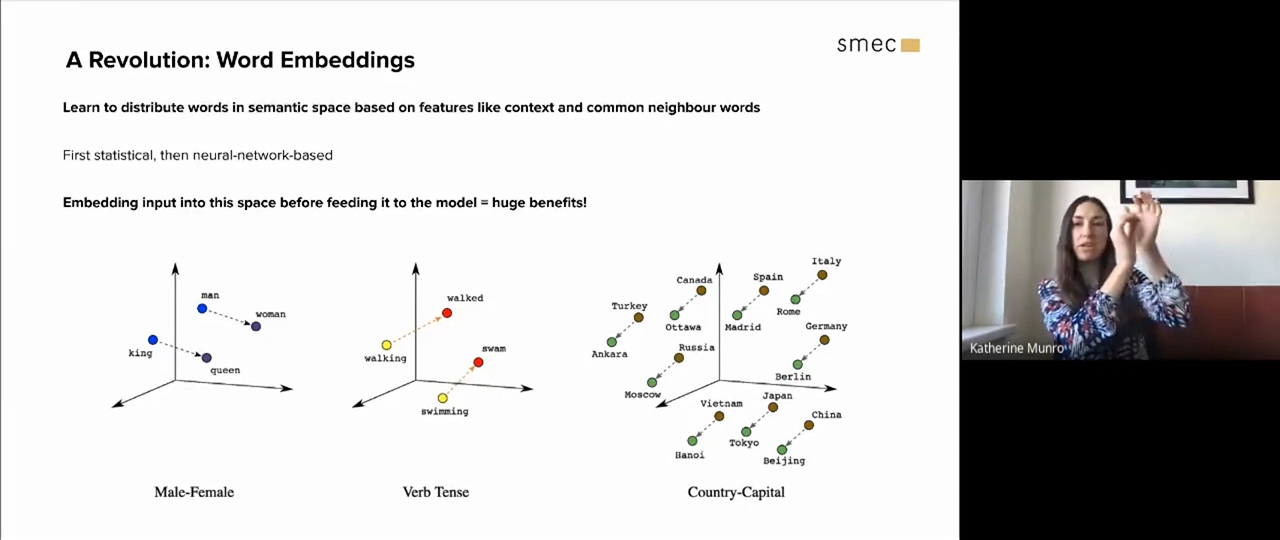 smec
A Revolution: Word Embeddings
Learn to distribute words in semantic space based on features like context and common neighbour words
First statistical, then neural-network-based
Embedding input into this space before feeding it to the model = huge benefits!
man
woman
king
queen
Male-Female
walked
walking
swam
swimming
Verb Tense
Italy
Canada
Spain
Turkey
Rome
Ottawa
Madrid
Germany
Ankara
Russia
Berlin
Moscow
Vietnam
Japan
China
Tokyo
Hanoi
Beijing
Country-Capital
Katherine Munro